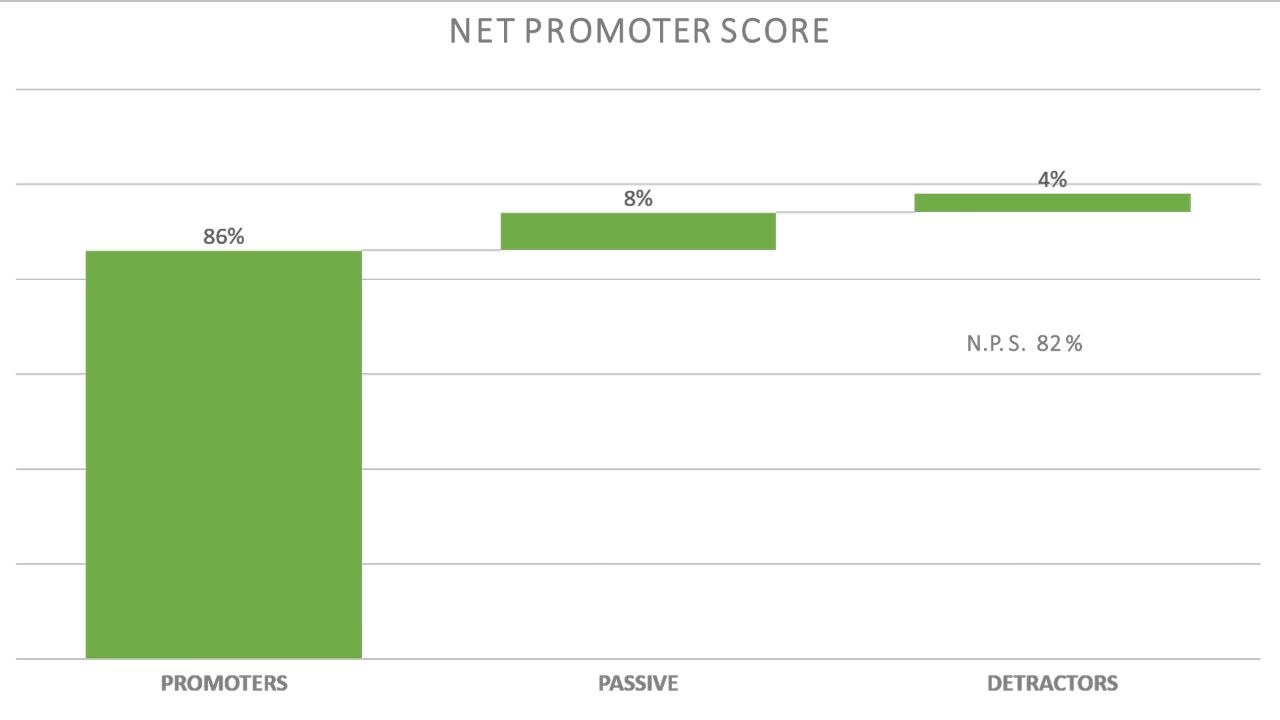 NET PROMOTER SCORE
4%
8%
86%
N.P.S. 82%
PROMOTERS PASSIVE DETRACTORS